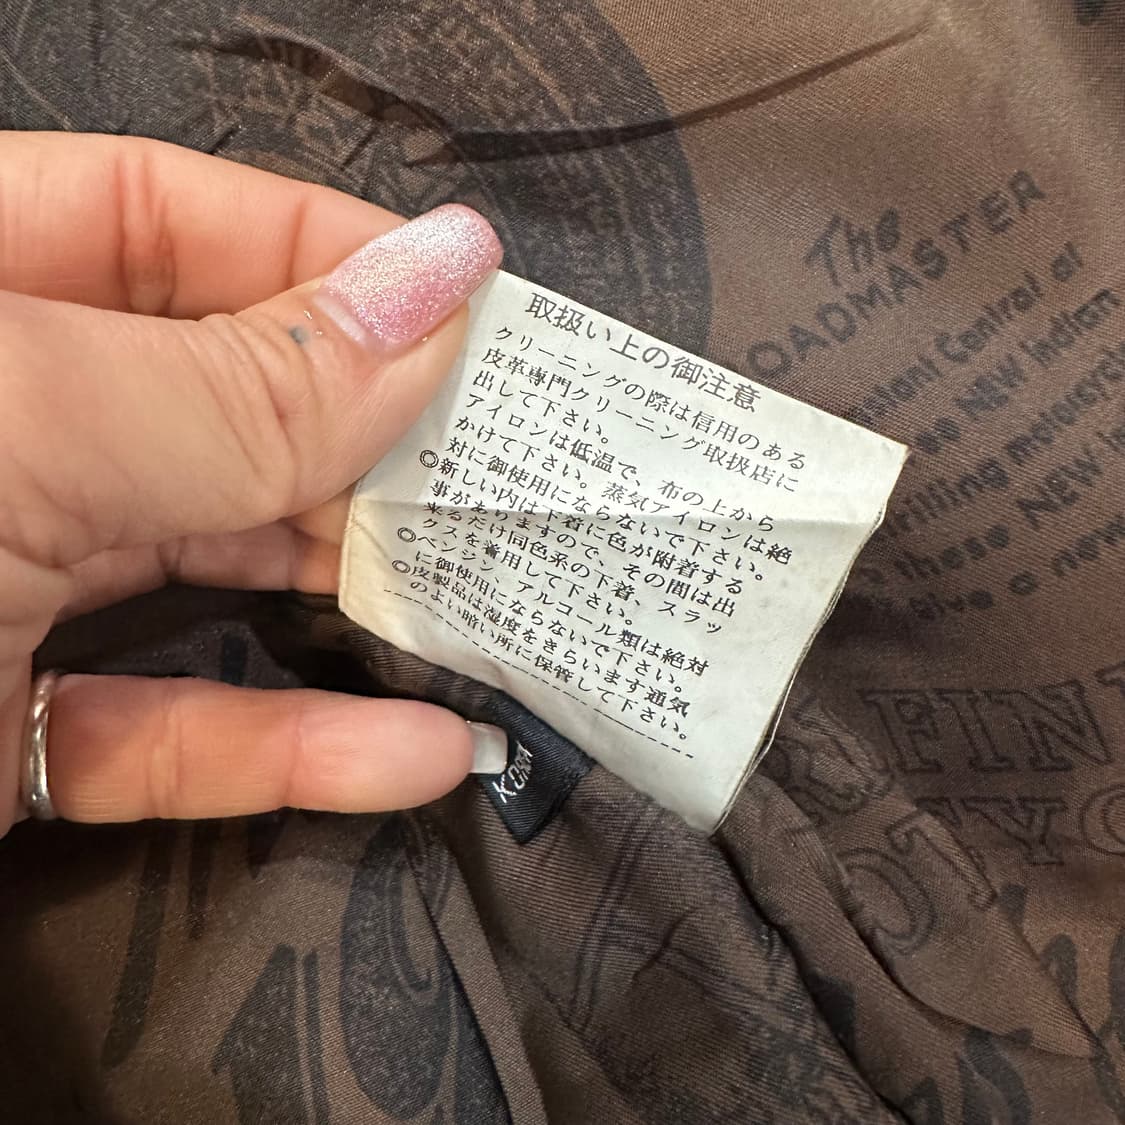 取扱い上の御注意
クリーニングの際は信用のある
皮革専門クリーニング取扱店に
出して下さい。
アイロンは低温で、布の上から
かけて下さい。蒸気アイロンは絶
対に御使用にならないで下さい。
◎新しい内は下着に色が附着する
事がありますので、その間は出
来るだけ同色系の下着、スラッ
クスを着用して下さい。
◎ベンジン、アルコール類は絶対
に御使用にならないで下さい。
◎皮製品は湿度をきらいます通気
のよい暗い所に保管して下さい。
The
OADMASTER
Control at
New Indian